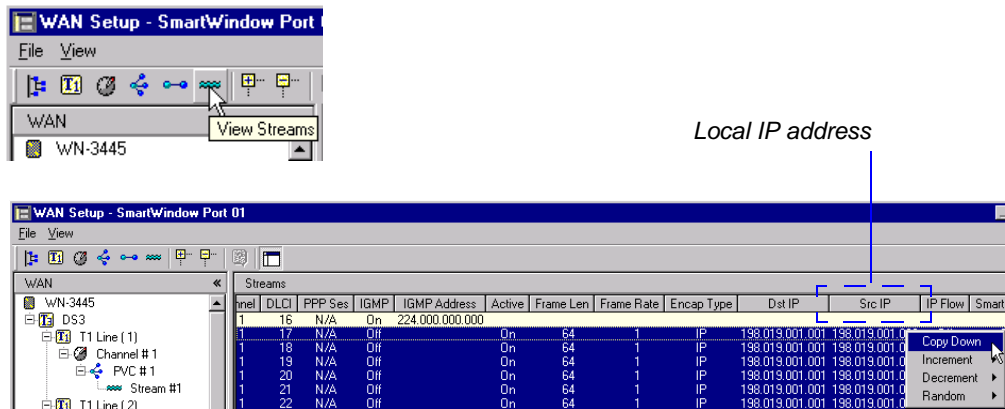 WAN Setup - SmartWindow Port
File View
T1
WAN
View Streams
WN-3445
Local IP address
WAN Setup - SmartWindow Port 01
File View
T1
WAN «
Streams
WN-3445
nnel DLCI PPP Ses IGMP IGMP Address Active Frame Len Frame Rate Encap Type Dst IP Src IP IP Flow Smart
T3 DS3
1 16 N/A On 224.000.000.000
T1 T1 Line ( 1)
1 17 N/A Off On 64 1 IP 198.019.001.001 198.019.001.0
Copy Down
Channel # 1
1 18 N/A Off On 64 1 IP 198.019.001.001 198.019.001.0
Increment
PVC # 1
1 19 N/A Off On 64 1 IP 198.019.001.001 198.019.001.0
Decrement
1 20 N/A Off On 64 1 IP 198.019.001.001 198.019.001.0
Stream #1
1 21 N/A Off On 64 1 IP 198.019.001.001 198.019.001.0
Random
T1 T1 Line ( 2)
1 22 N/A Off On 64 1 IP 198.019.001.001 198.019.001.0